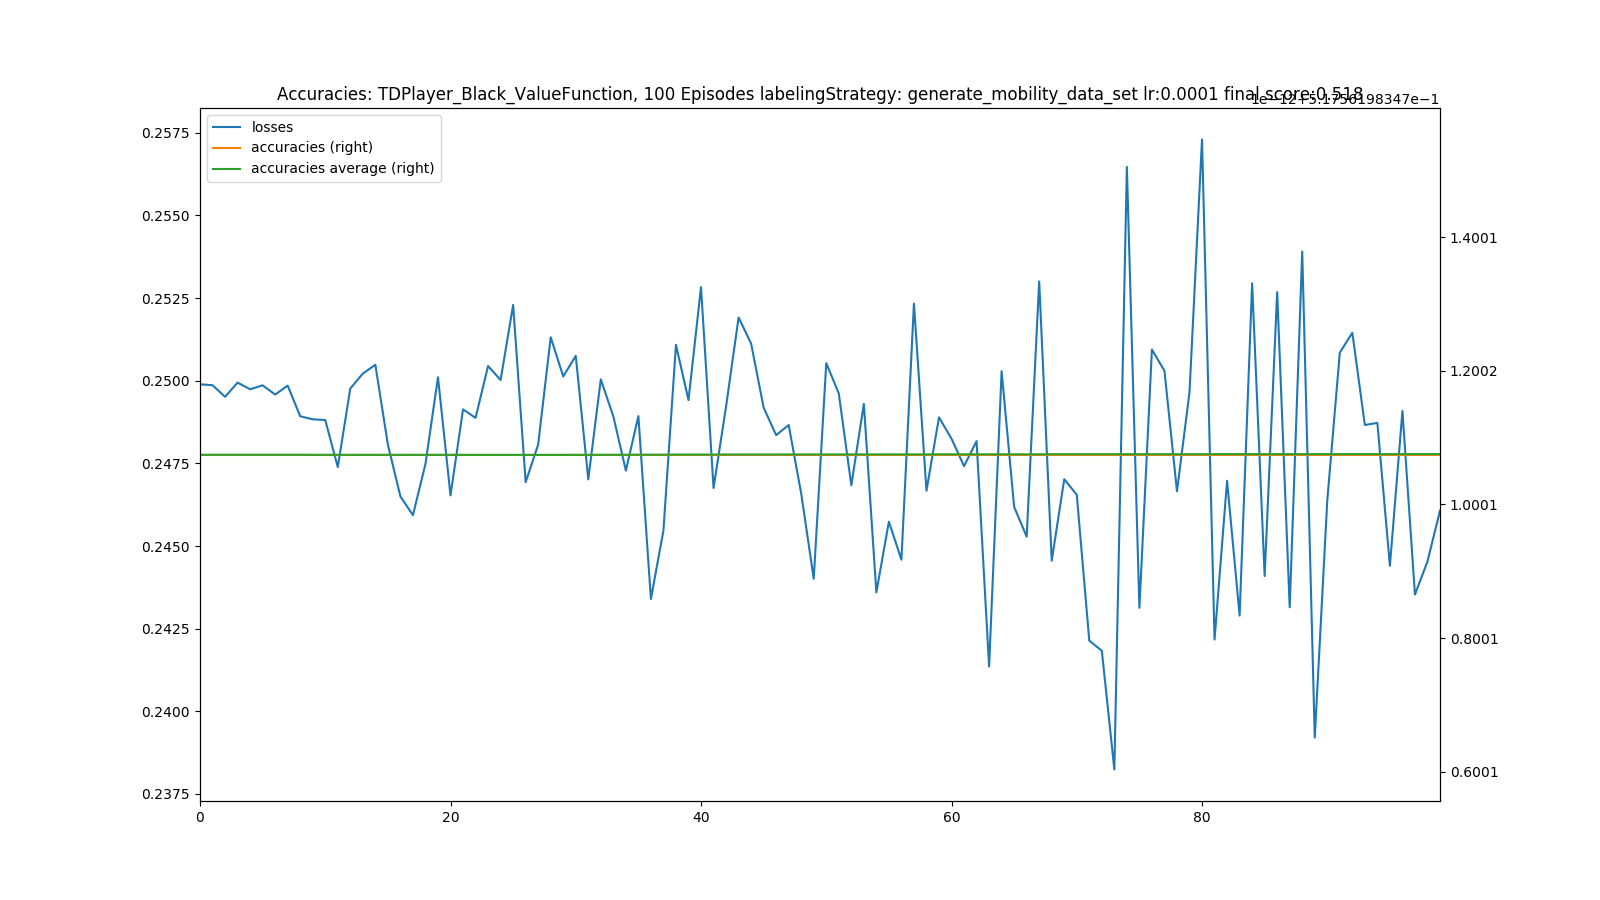 Accuracies: TDPlayer_Black_ValueFunction, 100 Episodes labelingStrategy: generate_mobility_data_set lr:0.0001 final score:0.518
1e−12+5.1756198347e−1
losses
accuracies (right)
accuracies average (right)
0.2575
0.2550
0.2525
0.2500
0.2475
0.2450
0.2425
0.2400
0.2375
1.4001
1.2002
1.0001
0.8001
0.6001
0 20 40 60 80